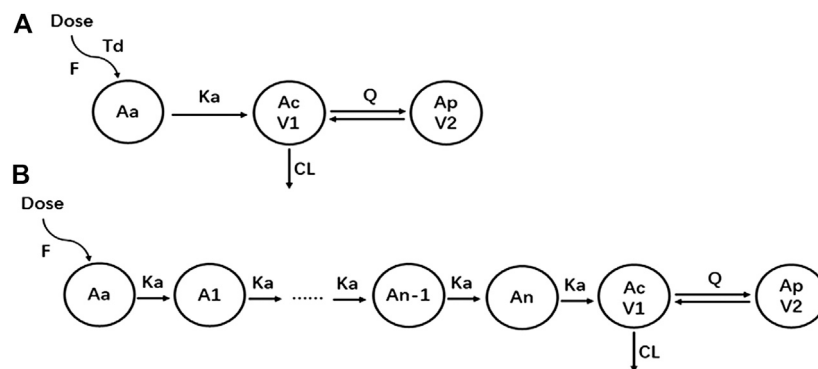 A
Dose
Td
F
Aa
Ka
Ac
V1
Q
Ap
V2
CL
B
Dose
F
Aa
Ka
A1
Ka
......
Ka
An-1
Ka
An
Ka
Ac
V1
Q
Ap
V2
CL